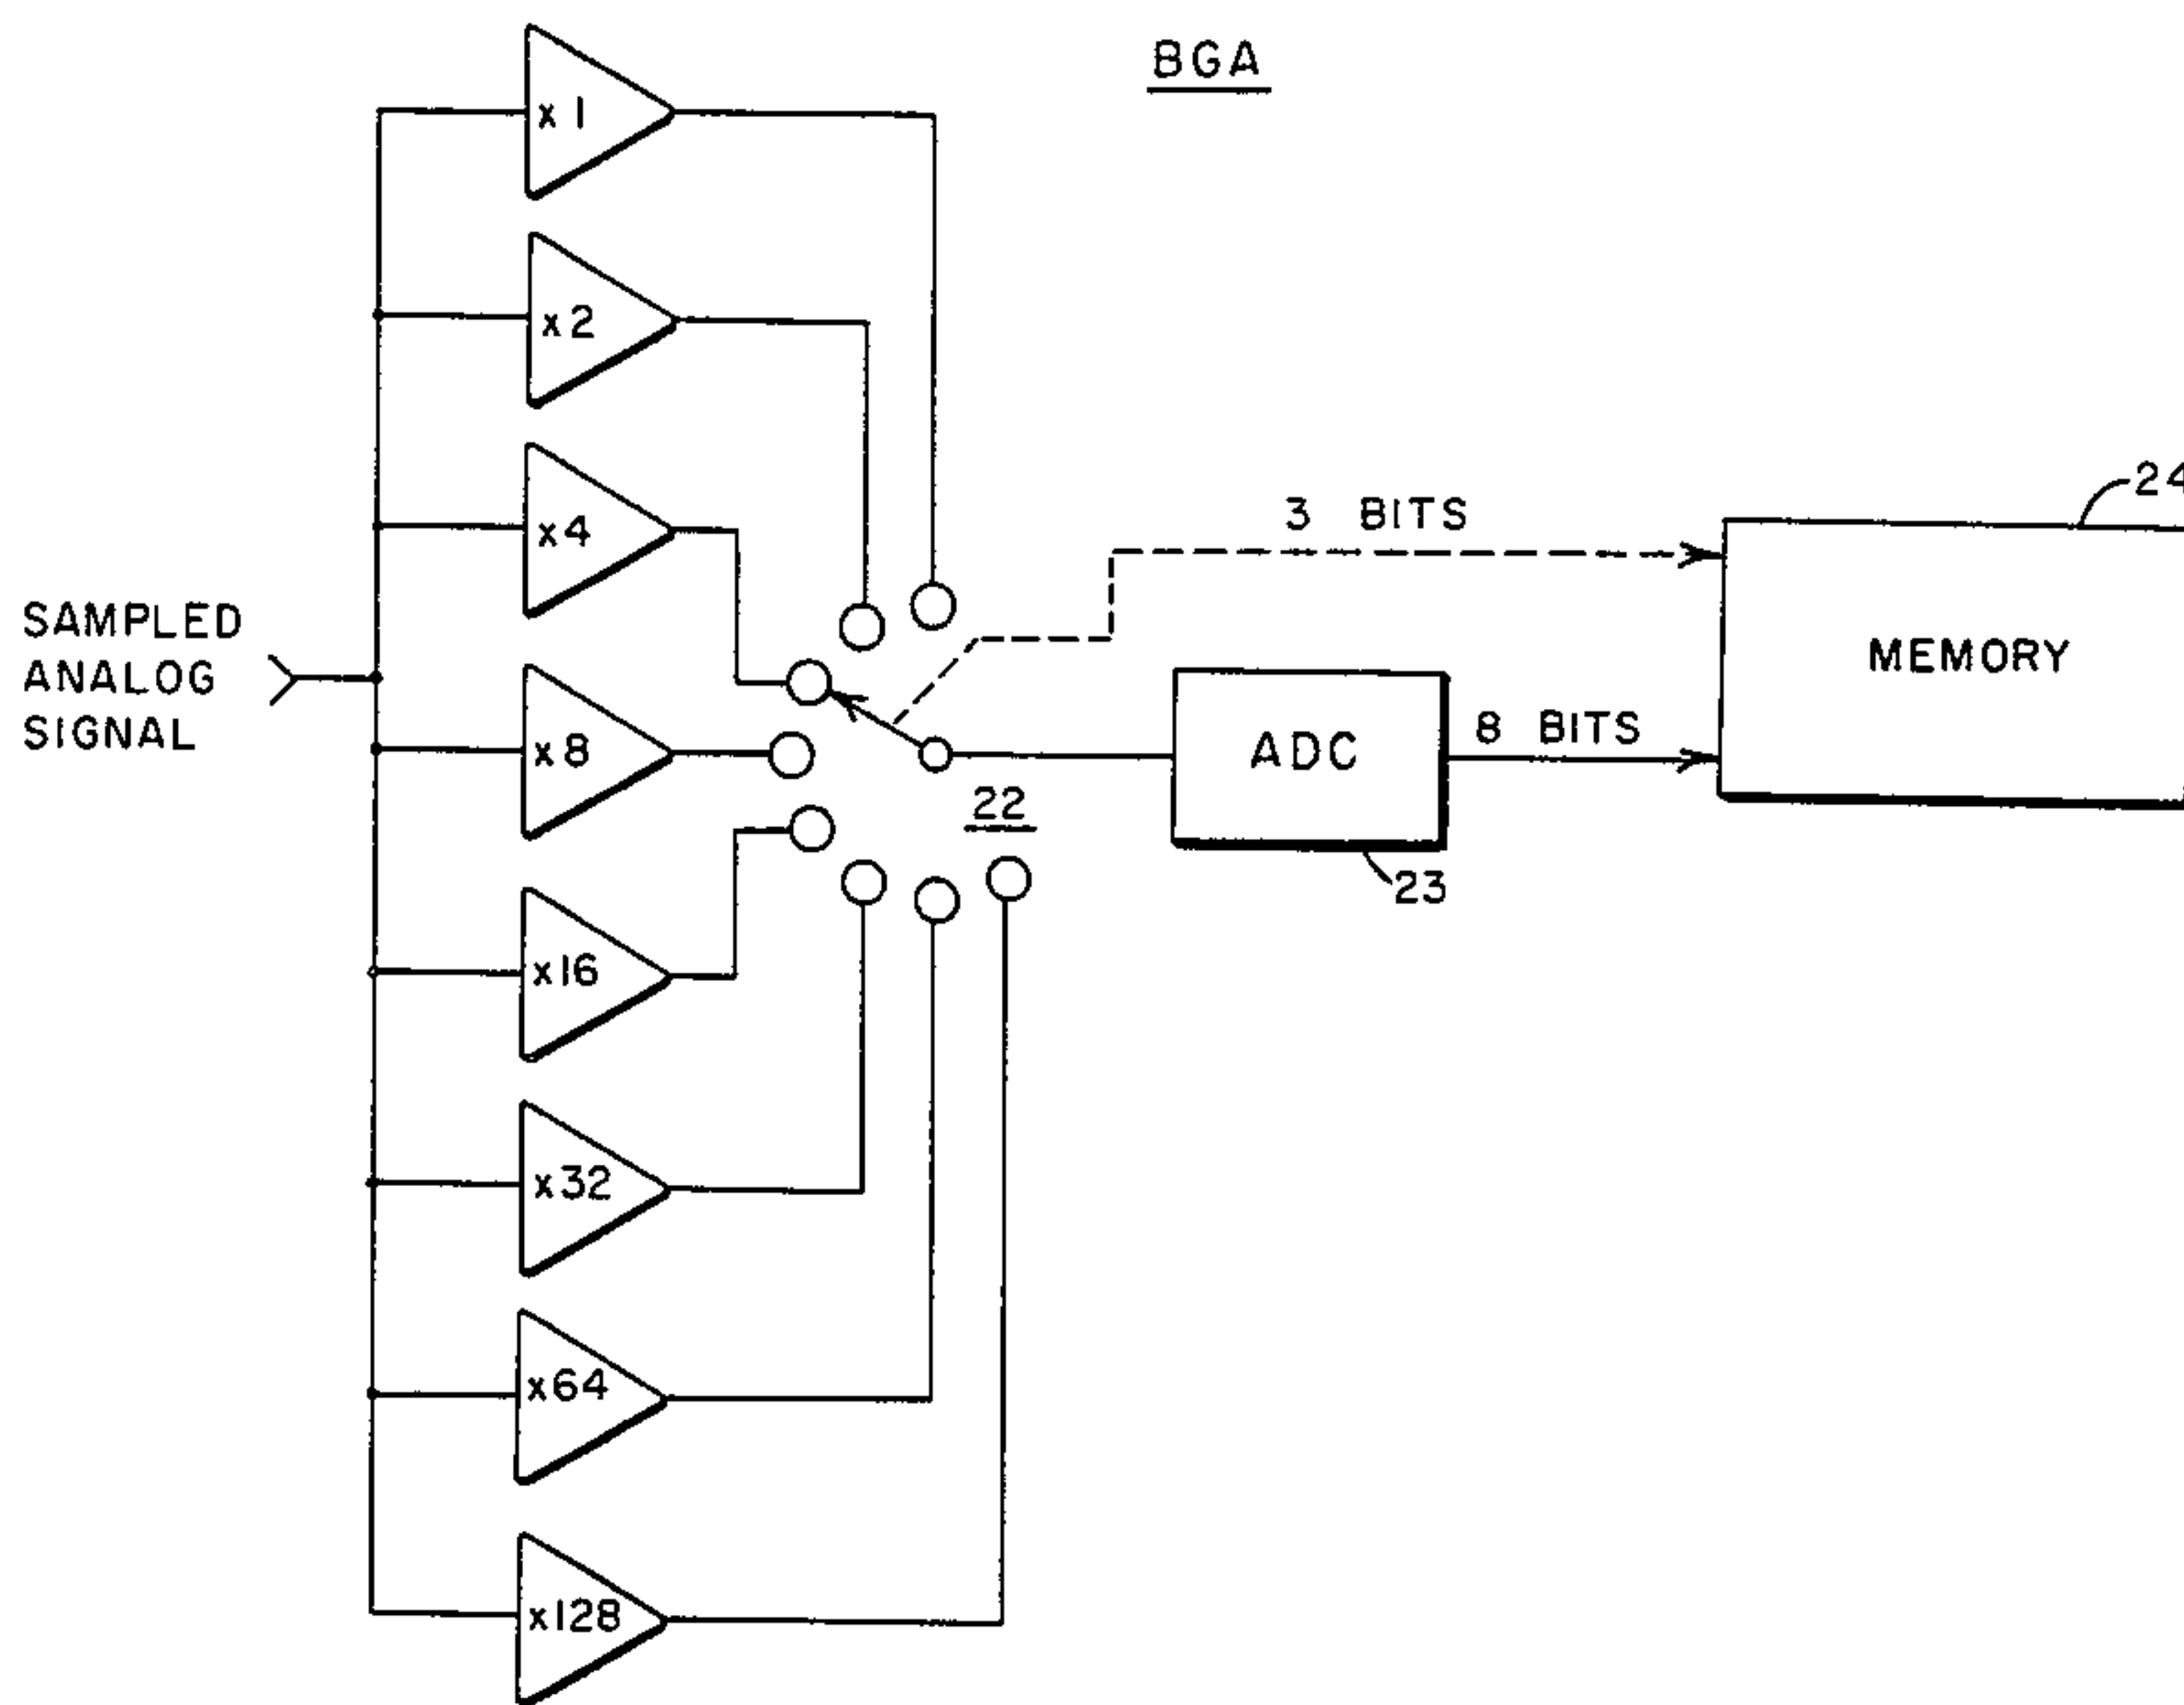 BGA
x1
x2
x4
x8
x16
x32
x64
x128
SAMPLED
ANALOG
SIGNAL
3 BITS
24
MEMORY
ADC
8 BITS
22
23